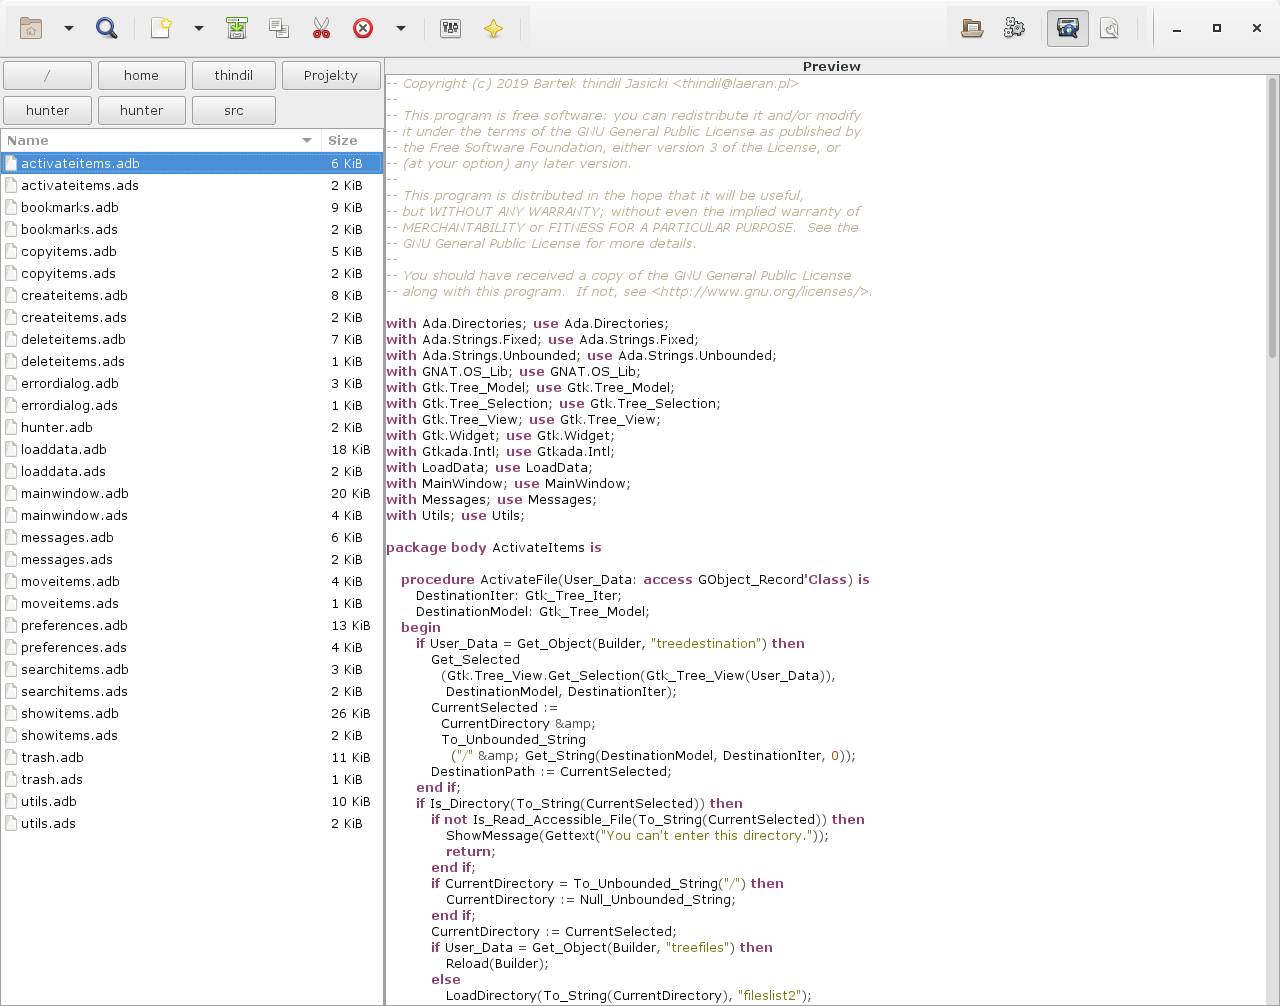 / home thindil Projekty
hunter hunter src
Name Size
activateitems.adb 6 KiB
activateitems.ads 2 KiB
bookmarks.adb 9 KiB
bookmarks.ads 2 KiB
copyitems.adb 5 KiB
copyitems.ads 2 KiB
createitems.adb 8 KiB
createitems.ads 2 KiB
deleteitems.adb 7 KiB
deleteitems.ads 1 KiB
errordialog.adb 3 KiB
errordialog.ads 1 KiB
hunter.adb 2 KiB
loaddata.adb 18 KiB
loaddata.ads 2 KiB
mainwindow.adb 20 KiB
mainwindow.ads 4 KiB
messages.adb 6 KiB
messages.ads 2 KiB
moveitems.adb 4 KiB
moveitems.ads 1 KiB
preferences.adb 13 KiB
preferences.ads 4 KiB
searchitems.adb 3 KiB
searchitems.ads 2 KiB
showitems.adb 26 KiB
showitems.ads 2 KiB
trash.adb 11 KiB
trash.ads 1 KiB
utils.adb 10 KiB
utils.ads 2 KiB
Preview
-- Copyright (c) 2019 Bartek thindil Jasicki <thindil@laeran.pl>
--
-- This program is free software: you can redistribute it and/or modify
-- it under the terms of the GNU General Public License as published by
-- the Free Software Foundation, either version 3 of the License, or
-- (at your option) any later version.
--
-- This program is distributed in the hope that it will be useful,
-- but WITHOUT ANY WARRANTY; without even the implied warranty of
-- MERCHANTABILITY or FITNESS FOR A PARTICULAR PURPOSE.  See the
-- GNU General Public License for more details.
--
-- You should have received a copy of the GNU General Public License
-- along with this program.  If not, see <http://www.gnu.org/licenses/>.
with Ada.Directories; use Ada.Directories;
with Ada.Strings.Fixed; use Ada.Strings.Fixed;
with Ada.Strings.Unbounded; use Ada.Strings.Unbounded;
with GNAT.OS_Lib; use GNAT.OS_Lib;
with Gtk.Tree_Model; use Gtk.Tree_Model;
with Gtk.Tree_Selection; use Gtk.Tree_Selection;
with Gtk.Tree_View; use Gtk.Tree_View;
with Gtk.Widget; use Gtk.Widget;
with Gtkada.Intl; use Gtkada.Intl;
with LoadData; use LoadData;
with MainWindow; use MainWindow;
with Messages; use Messages;
with Utils; use Utils;
package body ActivateItems is
procedure ActivateFile(User_Data: access GObject_Record'Class) is
DestinationIter: Gtk_Tree_Iter;
DestinationModel: Gtk_Tree_Model;
begin
if User_Data = Get_Object(Builder, "treedestination") then
Get_Selected
(Gtk.Tree_View.Get_Selection(Gtk_Tree_View(User_Data)),
DestinationModel, DestinationIter);
CurrentSelected :=
CurrentDirectory &amp;
To_Unbounded_String
("/" &amp; Get_String(DestinationModel, DestinationIter, 0));
DestinationPath := CurrentSelected;
end if;
if Is_Directory(To_String(CurrentSelected)) then
if not Is_Read_Accessible_File(To_String(CurrentSelected)) then
ShowMessage(Gettext("You can't enter this directory."));
return;
end if;
if CurrentDirectory = To_Unbounded_String("/") then
CurrentDirectory := Null_Unbounded_String;
end if;
CurrentDirectory := CurrentSelected;
if User_Data = Get_Object(Builder, "treefiles") then
Reload(Builder);
else
LoadDirectory(To_String(CurrentDirectory), "fileslist2");